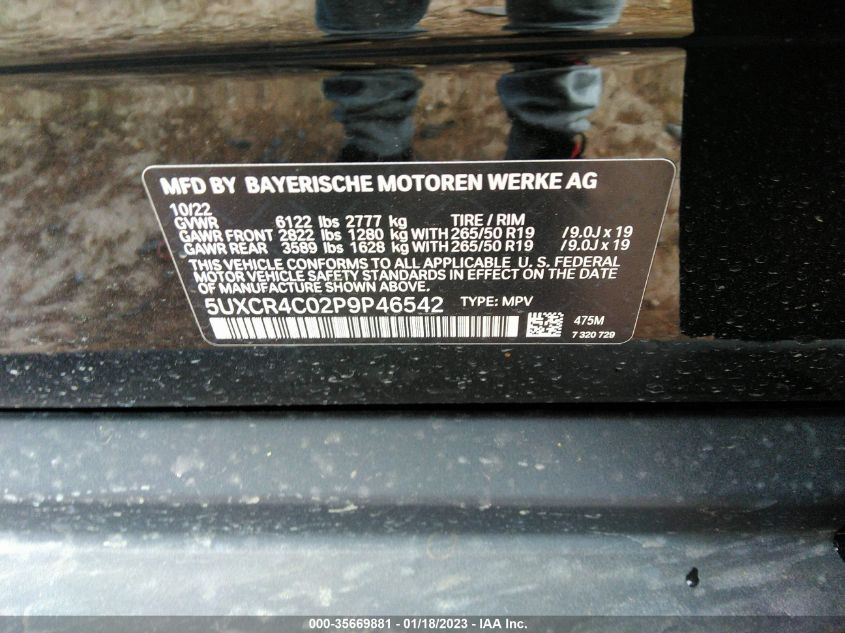 MFD BY BAYERISCHE MOTOREN WERKE AG
10/22
GVWR 6122 lbs 2777 kg TIRE / RIM
GAWR FRONT 2822 lbs 1280 kg WITH 265/50 R19 /9.0J x 19
GAWR REAR 3589 lbs 1628 kg WITH 265/50 R19 /9.0J x 19
THIS VEHICLE CONFORMS TO ALL APPLICABLE U. S. FEDERAL
MOTOR VEHICLE SAFETY STANDARDS IN EFFECT ON THE DATE
OF MANUFACTURE SHOWN ABOVE.
5UXCR4C02P9P46542 TYPE: MPV
475M
7 320 729
000-35669881 - 01/18/2023 - IAA Inc.